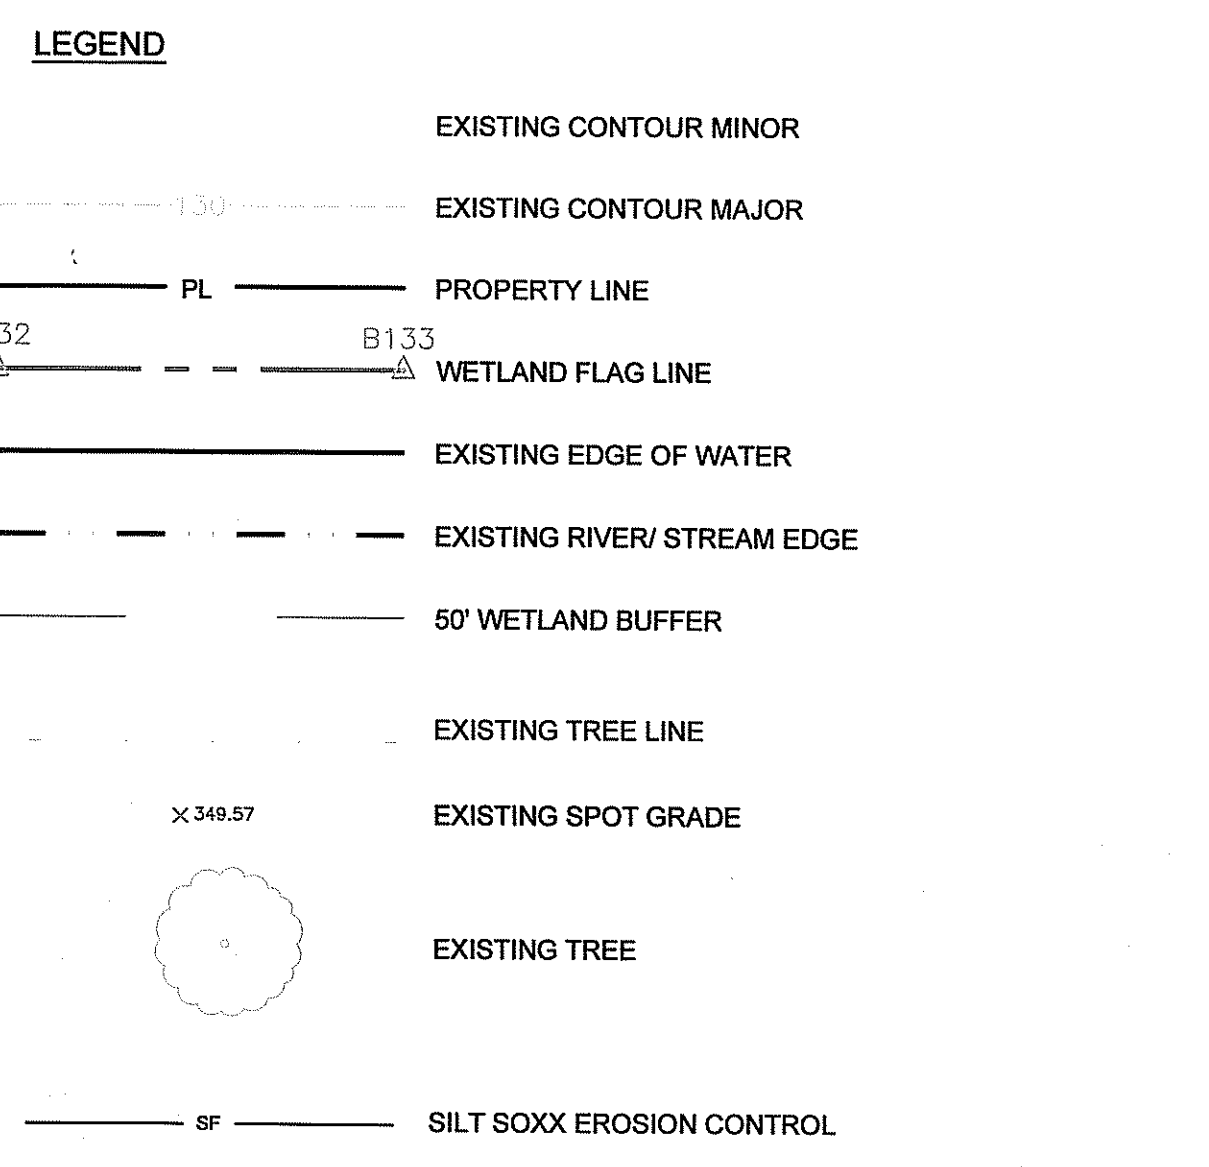 LEGEND
EXISTING CONTOUR MINOR
130 EXISTING CONTOUR MAJOR
PL PROPERTY LINE
32 B133
WETLAND FLAG LINE
EXISTING EDGE OF WATER
EXISTING RIVER/ STREAM EDGE
50' WETLAND BUFFER
EXISTING TREE LINE
X 349.57 EXISTING SPOT GRADE
EXISTING TREE
SF SILT SOXX EROSION CONTROL